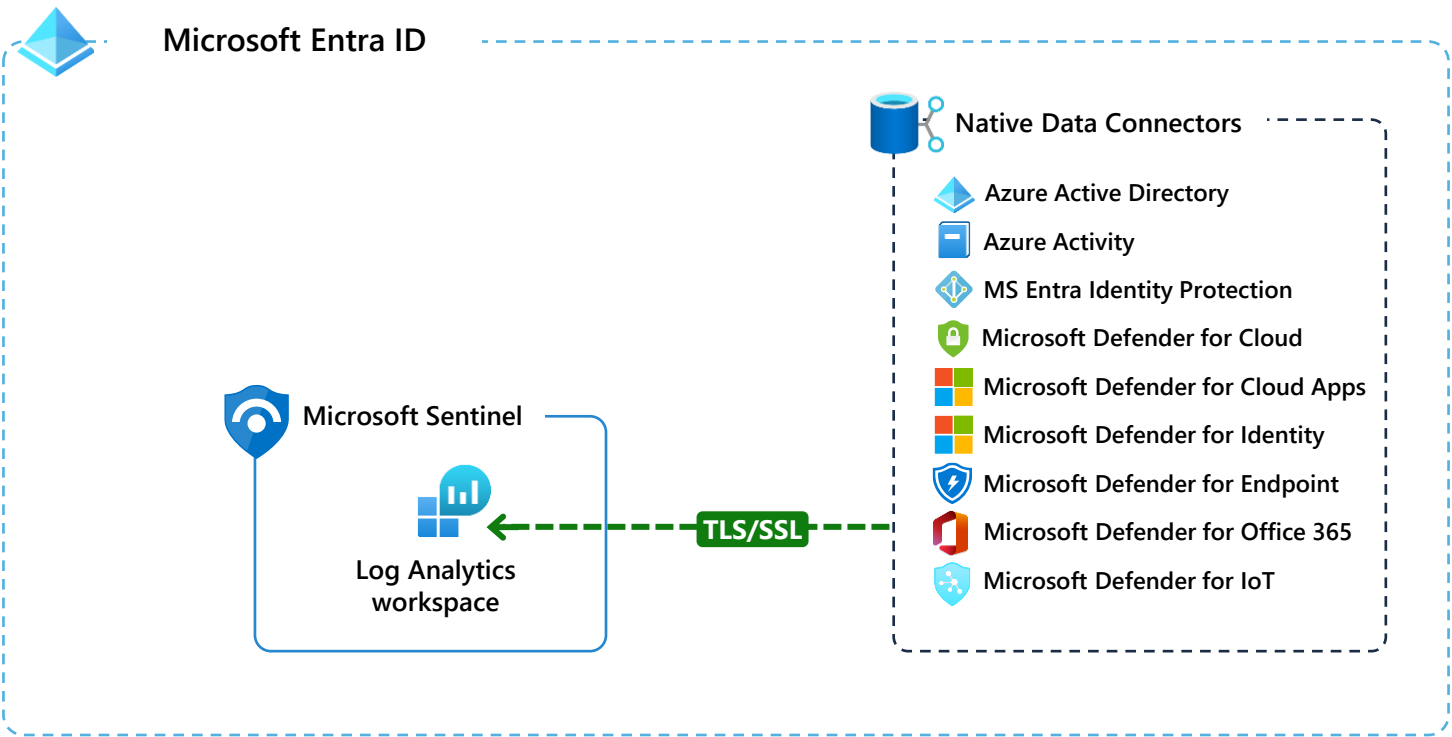 Microsoft Entra ID
Native Data Connectors
Azure Active Directory
Azure Activity
MS Entra Identity Protection
Microsoft Defender for Cloud
Microsoft Defender for Cloud Apps
Microsoft Defender for Identity
Microsoft Defender for Endpoint
Microsoft Defender for Office 365
Microsoft Defender for IoT
Microsoft Sentinel
Log Analytics
workspace
TLS/SSL